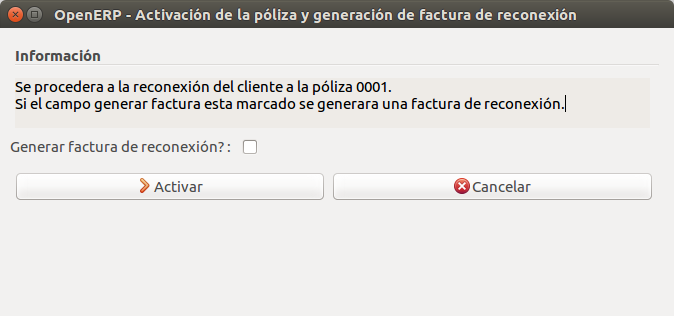 OpenERP - Activación de la póliza y generación de factura de reconexión
Información
Se procedera a la reconexión del cliente a la póliza 0001.
Si el campo generar factura esta marcado se generara una factura de reconexión.
Generar factura de reconexión? :
Activar
Cancelar